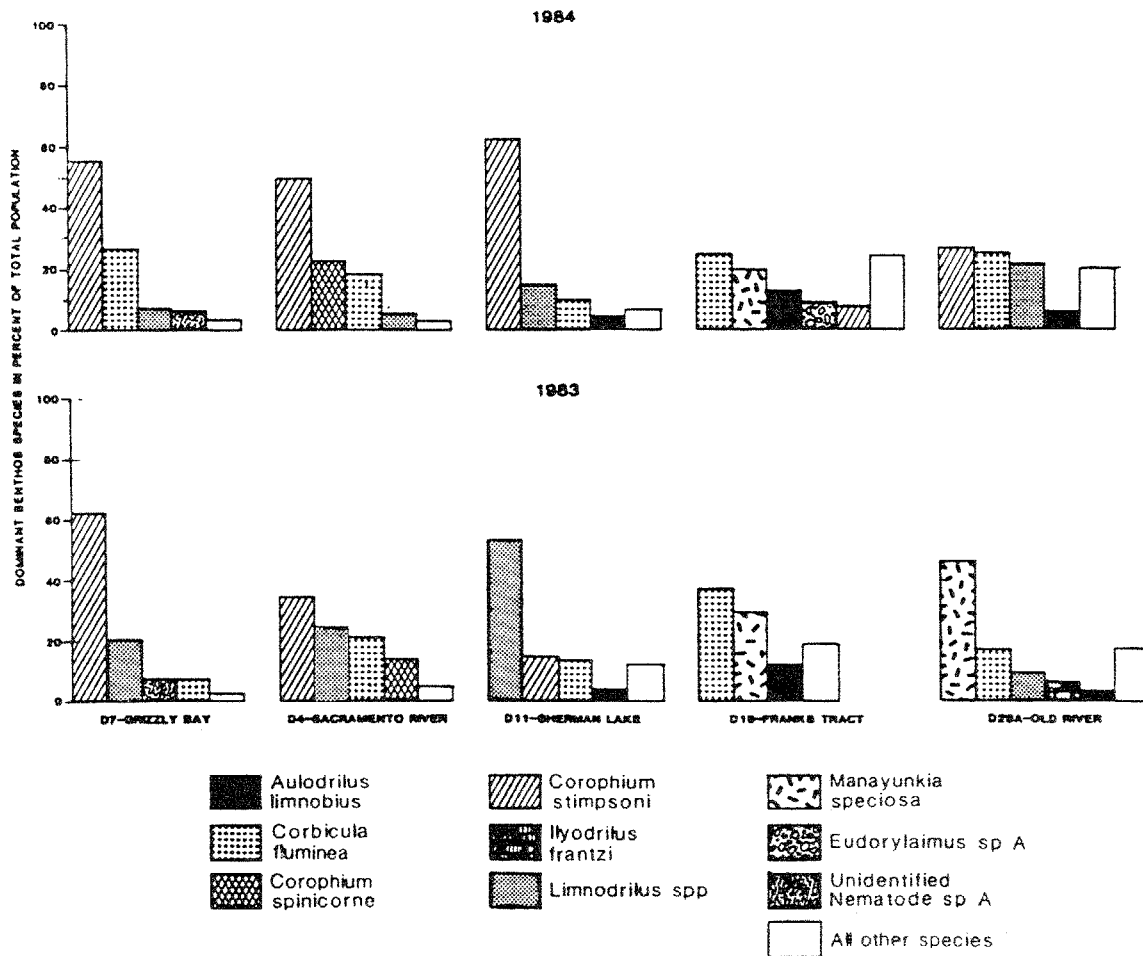 1984
DOMINANT BENTHOS SPECIES IN PERCENT OF TOTAL POPULATION
100
80
60
40
20
0
1983
100
80
60
40
20
0
D7-GRIZZLY BAY
D4-SACRAMENTO RIVER
D11-SHERMAN LAKE
D19-FRANKS TRACT
D28A-OLD RIVER
Aulodrilus
limnobius
Corbicula
fluminea
Corophium
spinicorne
Corophium
stimpsoni
Ilyodrilus
frantzi
Limnodrilus spp
Manayunkia
speciosa
Eudorylaimus sp A
Unidentified
Nematode sp A
All other species